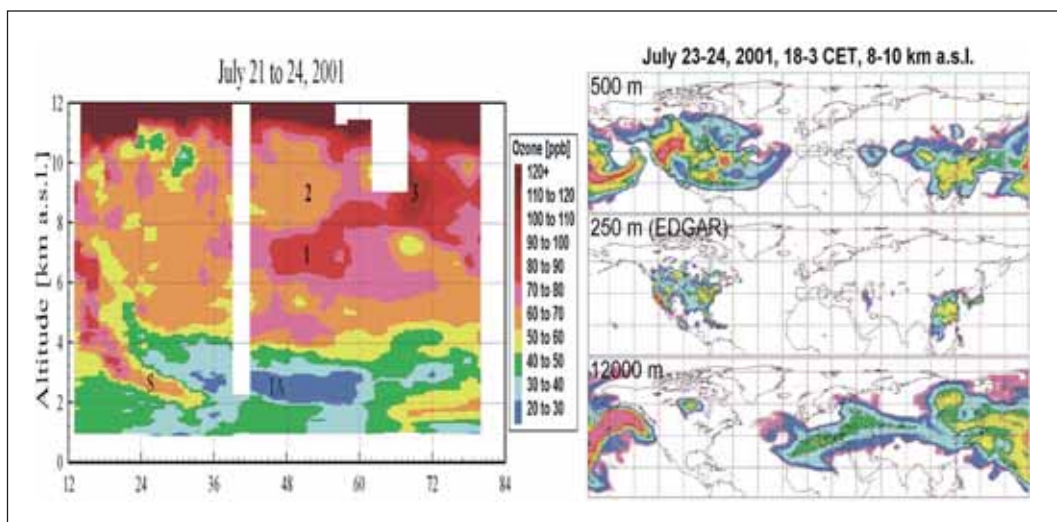 July 21 to 24, 2001
Altitude [km a.s.l.]
12
10
8
6
4
2
0
12
24
36
48
60
72
84
2
3
1
S
TA
Ozone [ppb]
120+
110 to 120
100 to 110
90 to 100
80 to 90
70 to 80
60 to 70
50 to 60
40 to 50
30 to 40
20 to 30
July 23-24, 2001, 18-3 CET, 8-10 km a.s.l.
500 m
250 m (EDGAR)
12000 m